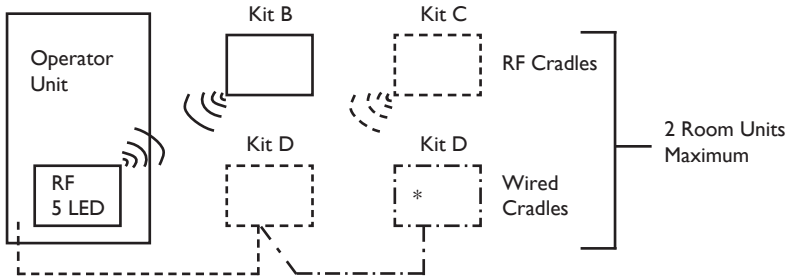 Kit B
Kit C
Operator
Unit
RF Cradles
2 Room Units
Maximum
Kit D
Kit D
RF
5 LED
*
Wired
Cradles